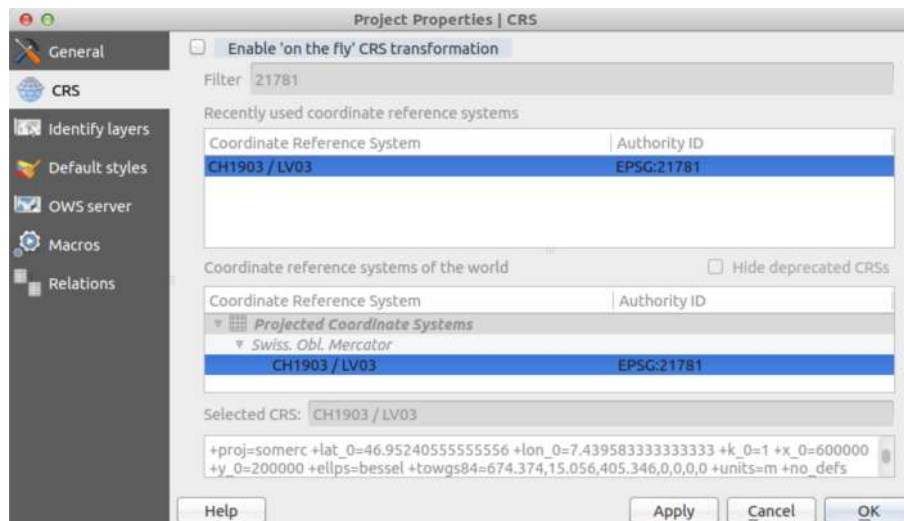 Project Properties | CRS
General
CRS
Identify layers
Default styles
OWS server
Macros
Relations
Enable 'on the fly' CRS transformation
Filter 21781
Recently used coordinate reference systems
Coordinate Reference System Authority ID
CH1903 / LV03 EPSG:21781
Coordinate reference systems of the world Hide deprecated CRSs
Coordinate Reference System Authority ID
Projected Coordinate Systems
Swiss. Obl. Mercator
CH1903 / LV03 EPSG:21781
Selected CRS: CH1903 / LV03
+proj=somerc +lat_0=46.95240555555556 +lon_0=7.439583333333333 +k_0=1 +x_0=600000
+y_0=200000 +ellps=bessel +towgs84=674.374,15.056,405.346,0,0,0,0 +units=m +no_defs
Help Apply Cancel OK